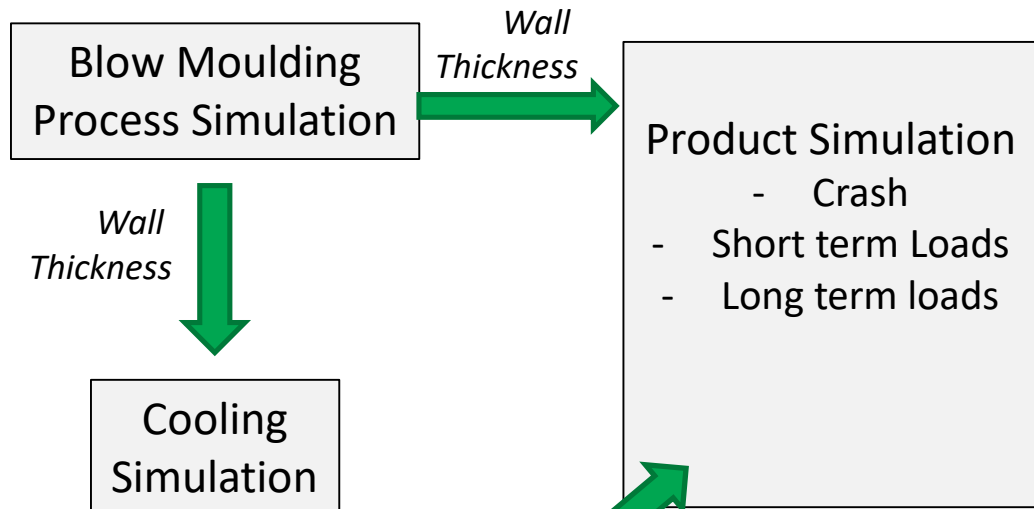 Blow Moulding
Process Simulation
Wall
Thickness
Product Simulation
- Crash
- Short term Loads
- Long term loads
Wall
Thickness
Cooling
Simulation